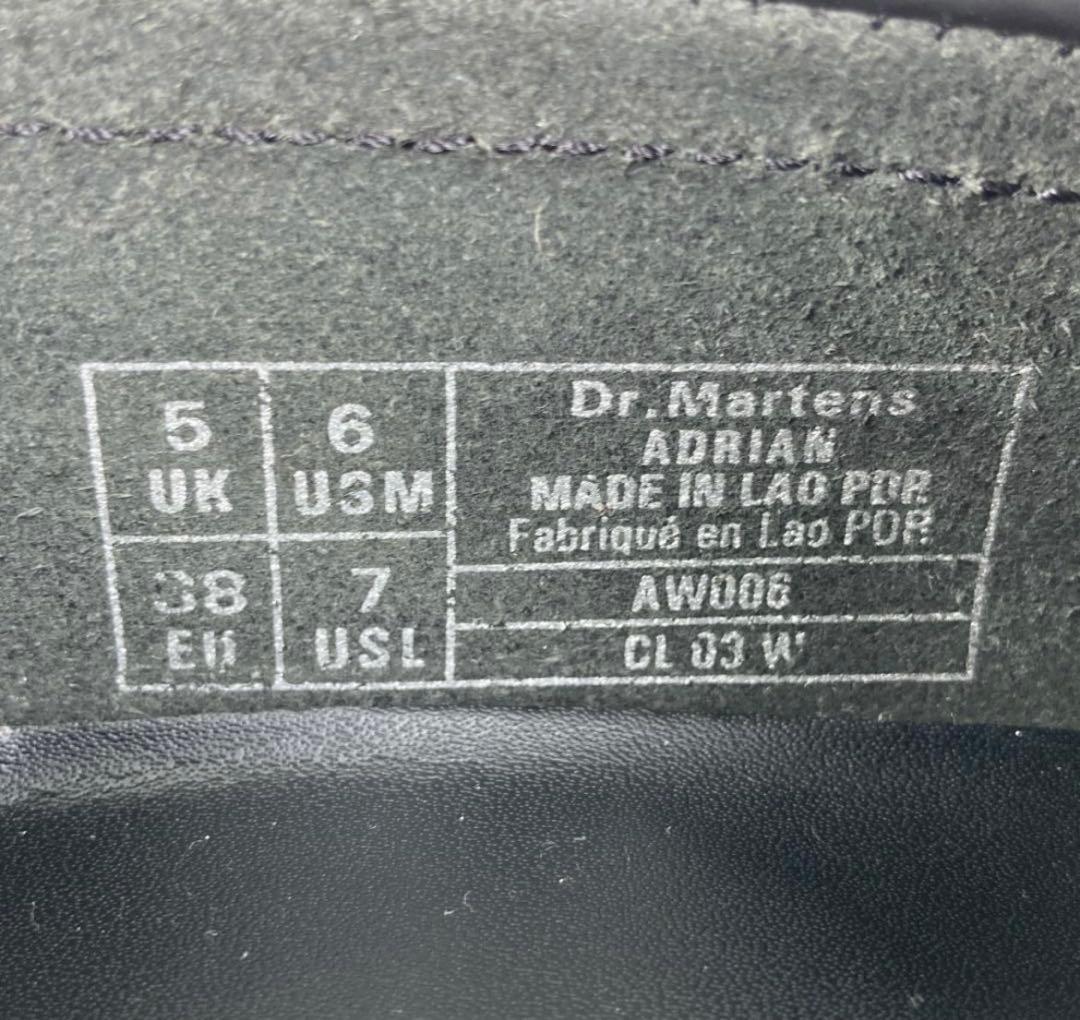 5
UK
6
USM
38
EU
7
USL
Dr.Martens
ADRIAN
MADE IN LAO PDR
Fabriqué en Lao PDR
AW006
CL 03 W